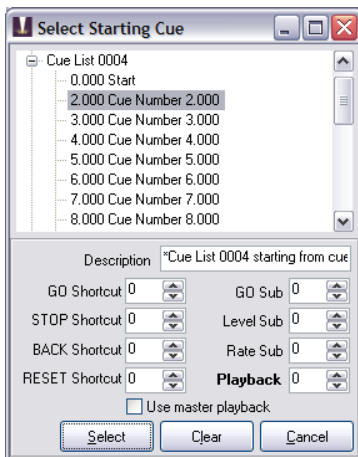 Select Starting Cue
Cue List 0004
0.000 Start
2.000 Cue Number 2.000
3.000 Cue Number 3.000
4.000 Cue Number 4.000
5.000 Cue Number 5.000
6.000 Cue Number 6.000
7.000 Cue Number 7.000
8.000 Cue Number 8.000
Description *Cue List 0004 starting from cue
GO Shortcut 0 GO Sub 0
STOP Shortcut 0 Level Sub 0
BACK Shortcut 0 Rate Sub 0
RESET Shortcut 0 Playback 0
Use master playback
Select Clear Cancel